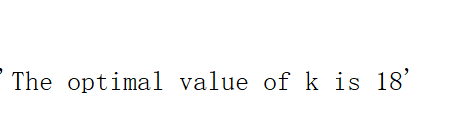 'The optimal value of k is 18'